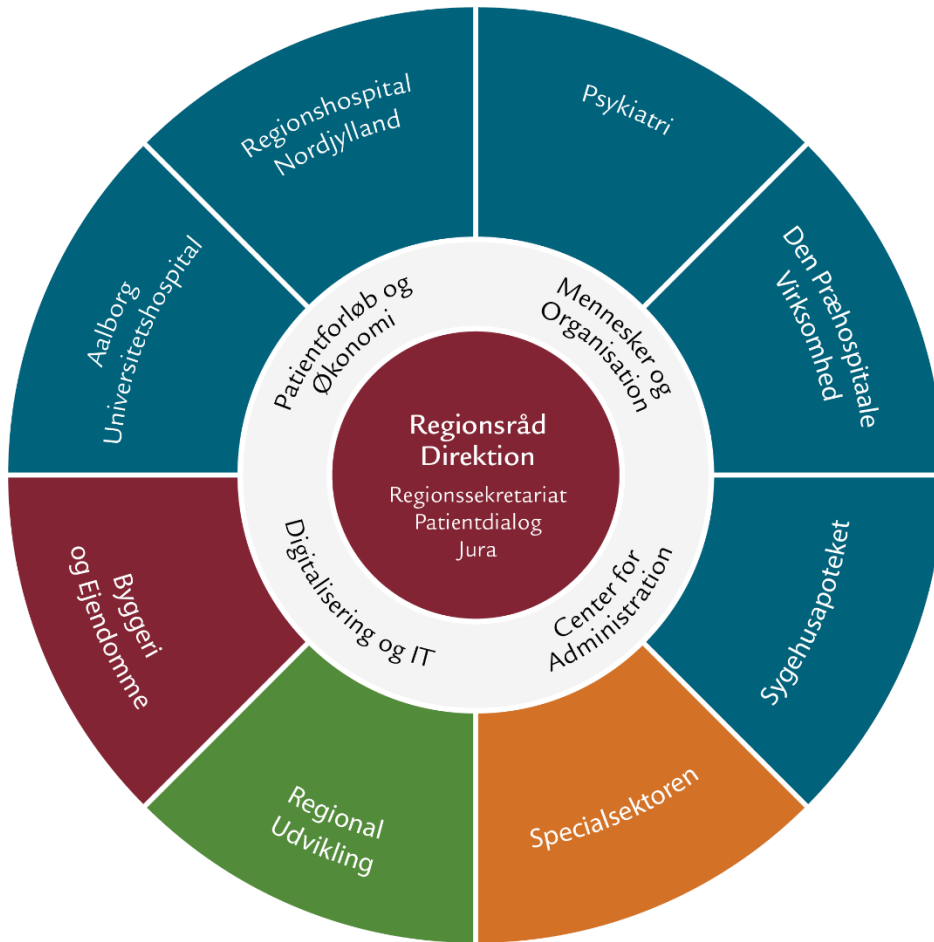 Regionshospital
Nordjylland
Psykiatri
Den Præhospitaale
Virksomhed
Sygehusapoteket
Specialsektoren
Regional
Udvikling
Byggeri
og Ejendomme
Aalborg
Universitetshospital
Patientforløb og
Økonomi
Mennesker og
Organisation
Center for
Administration
Digitalisering og IT
Regionsråd
Direktion
Regionssekretariat
Patientdialog
Jura